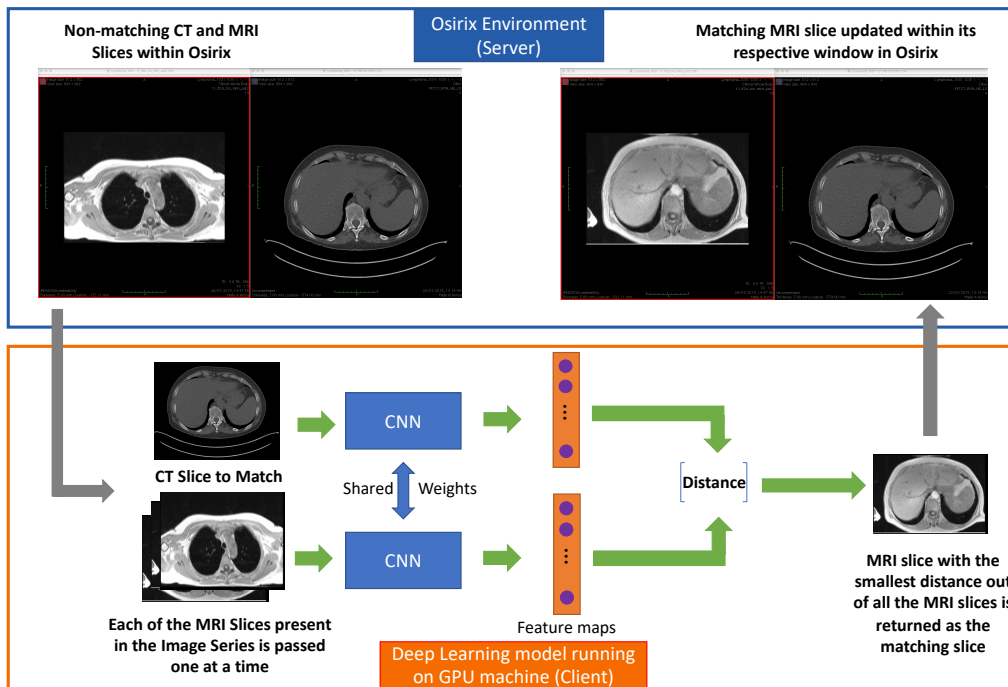 Osirix Environment
(Server)
Non-matching CT and MRI
Slices within Osirix
Matching MRI slice updated within its
respective window in Osirix
CT Slice to Match
CNN
Shared
Weights
CNN
[Distance]
Each of the MRI Slices present
in the Image Series is passed
one at a time
Feature maps
MRI slice with the
smallest distance out
of all the MRI slices is
returned as the
matching slice
Deep Learning model running
on GPU machine (Client)